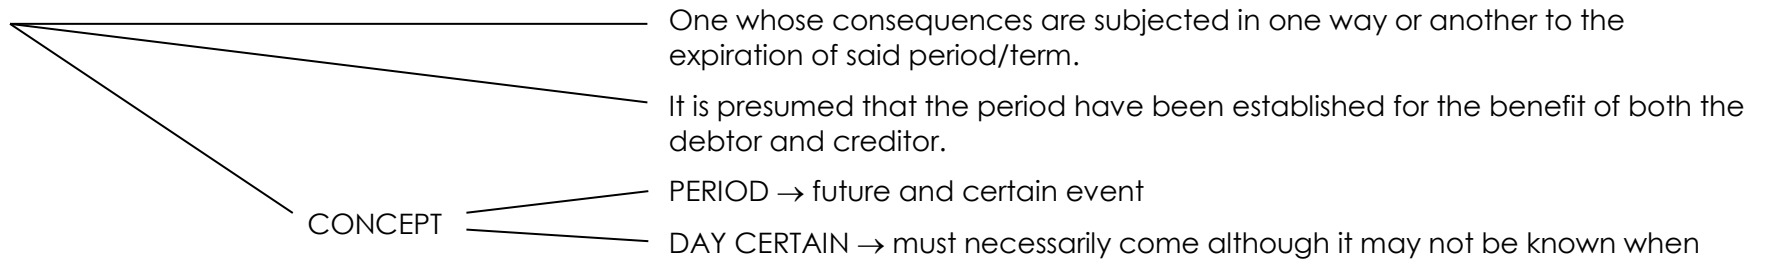 One whose consequences are subjected in one way or another to the
expiration of said period/term.
It is presumed that the period have been established for the benefit of both the
debtor and creditor.
PERIOD → future and certain event
CONCEPT
DAY CERTAIN → must necessarily come although it may not be known when